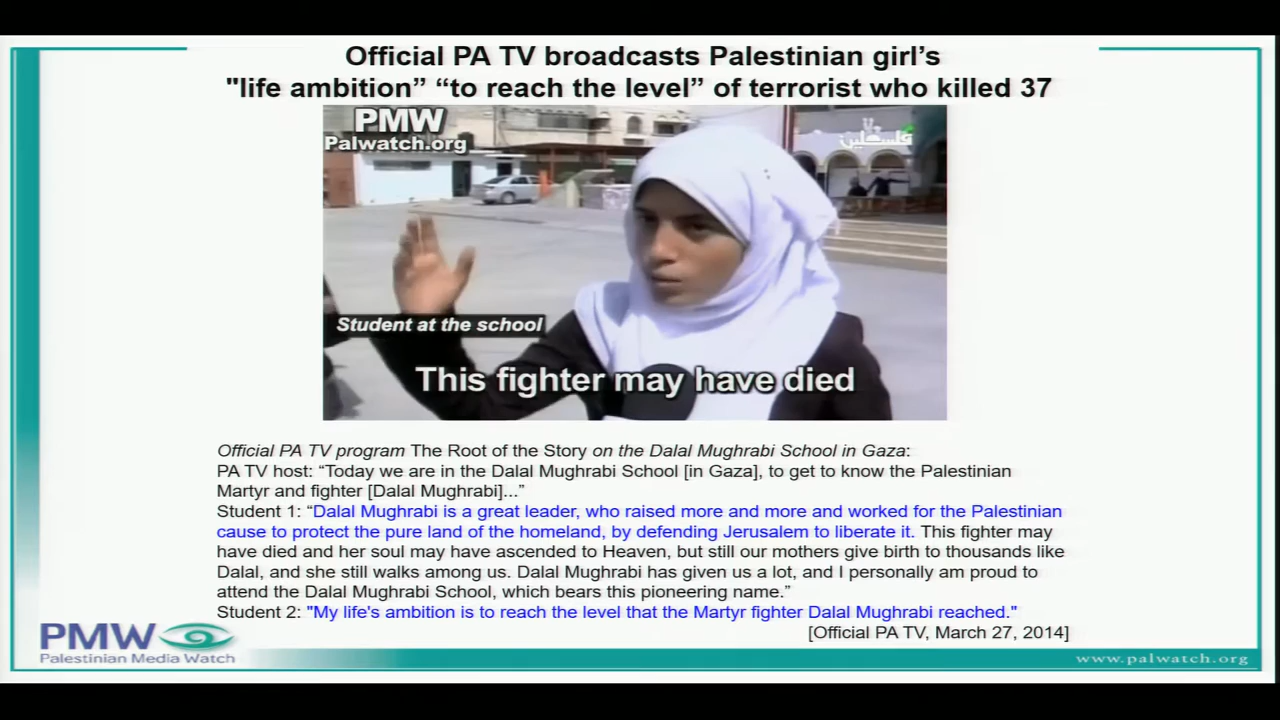 Official PA TV broadcasts Palestinian girl’s
"life ambition” “to reach the level” of terrorist who killed 37
PMW
Palwatch.org
فلسطين
Student at the school
This fighter may have died
Official PA TV program The Root of the Story on the Dalal Mughrabi School in Gaza:
PA TV host: “Today we are in the Dalal Mughrabi School [in Gaza], to get to know the Palestinian
Martyr and fighter [Dalal Mughrabi]...”
Student 1: “Dalal Mughrabi is a great leader, who raised more and more and worked for the Palestinian
cause to protect the pure land of the homeland, by defending Jerusalem to liberate it. This fighter may
have died and her soul may have ascended to Heaven, but still our mothers give birth to thousands like
Dalal, and she still walks among us. Dalal Mughrabi has given us a lot, and I personally am proud to
attend the Dalal Mughrabi School, which bears this pioneering name.”
Student 2: "My life's ambition is to reach the level that the Martyr fighter Dalal Mughrabi reached."
[Official PA TV, March 27, 2014]
PMW
Palestinian Media Watch
www.palwatch.org